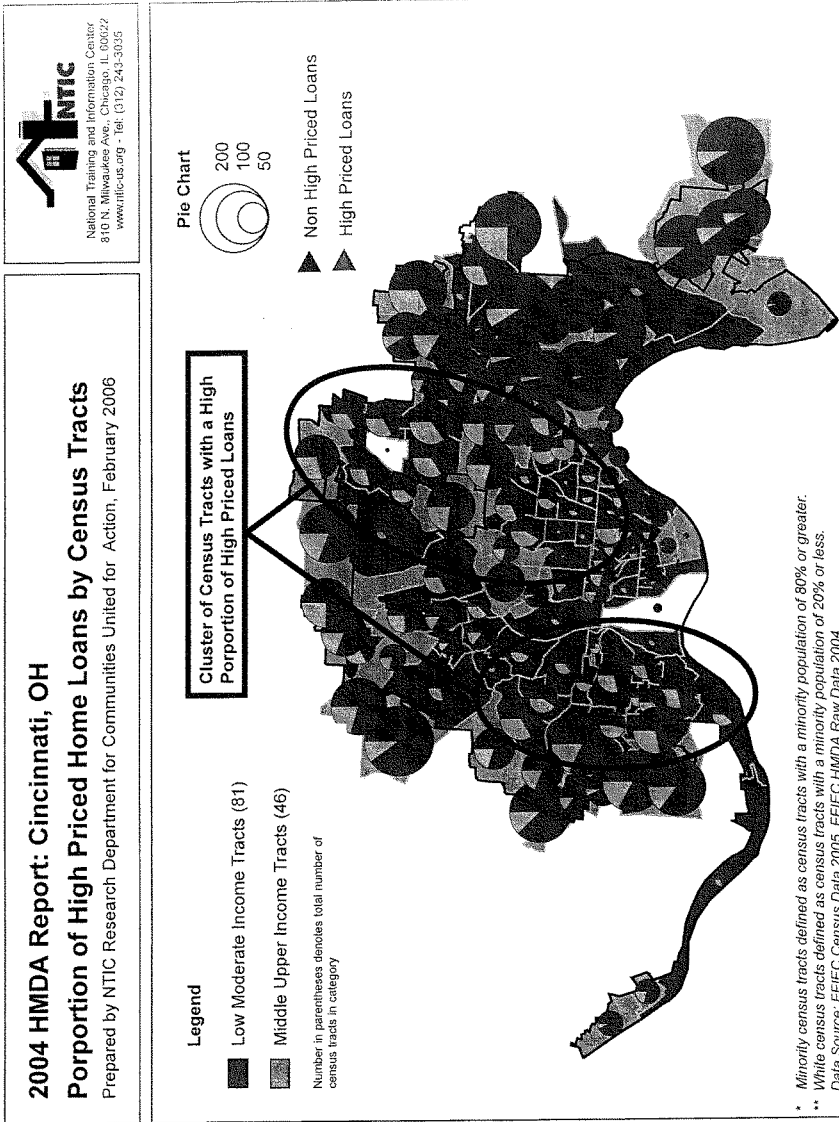 2004 HMDA Report: Cincinnati, OH
Porportion of High Priced Home Loans by Census Tracts
Prepared by NTIC Research Department for Communities United for Action, February 2006
NTIC
National Training and Information Center
810 N. Milwaukee Ave., Chicago, IL 60622
www.ntic-us.org - Tel: (312) 243-3035
Legend
Low Moderate Income Tracts (81)
Middle Upper Income Tracts (46)
Number in parentheses denotes total number of
census tracts in category
Cluster of Census Tracts with a High
Porportion of High Priced Loans
Pie Chart
200
100
50
Non High Priced Loans
High Priced Loans
* Minority census tracts defined as census tracts with a minority population of 80% or greater.
** White census tracts defined as census tracts with a minority population of 20% or less.
Data Source: FFIEC Census Data 2005, FFIEC HMDA Raw Data 2004